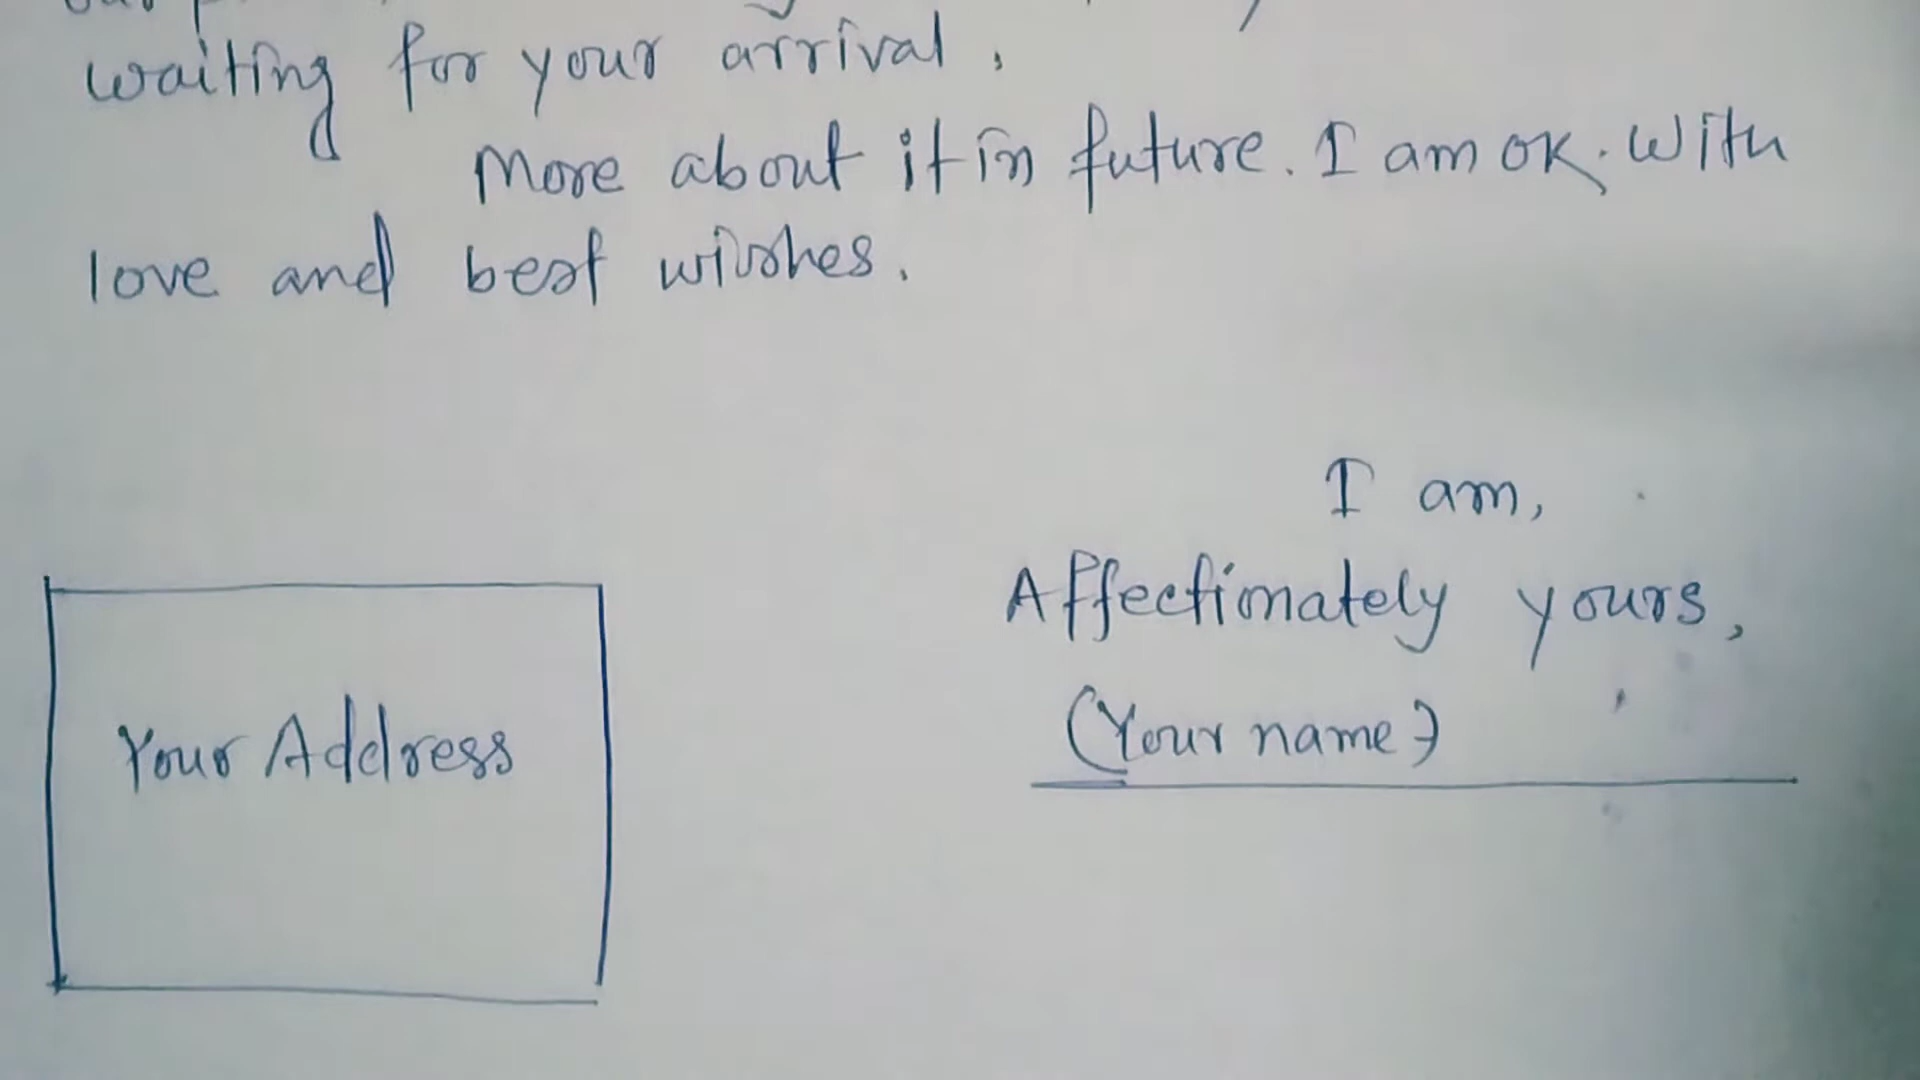 waiting for your arrival.
More about it in future. I am ok. With
love and best wishes.
I am,
Affectionately yours,
(Your name)
Your Address